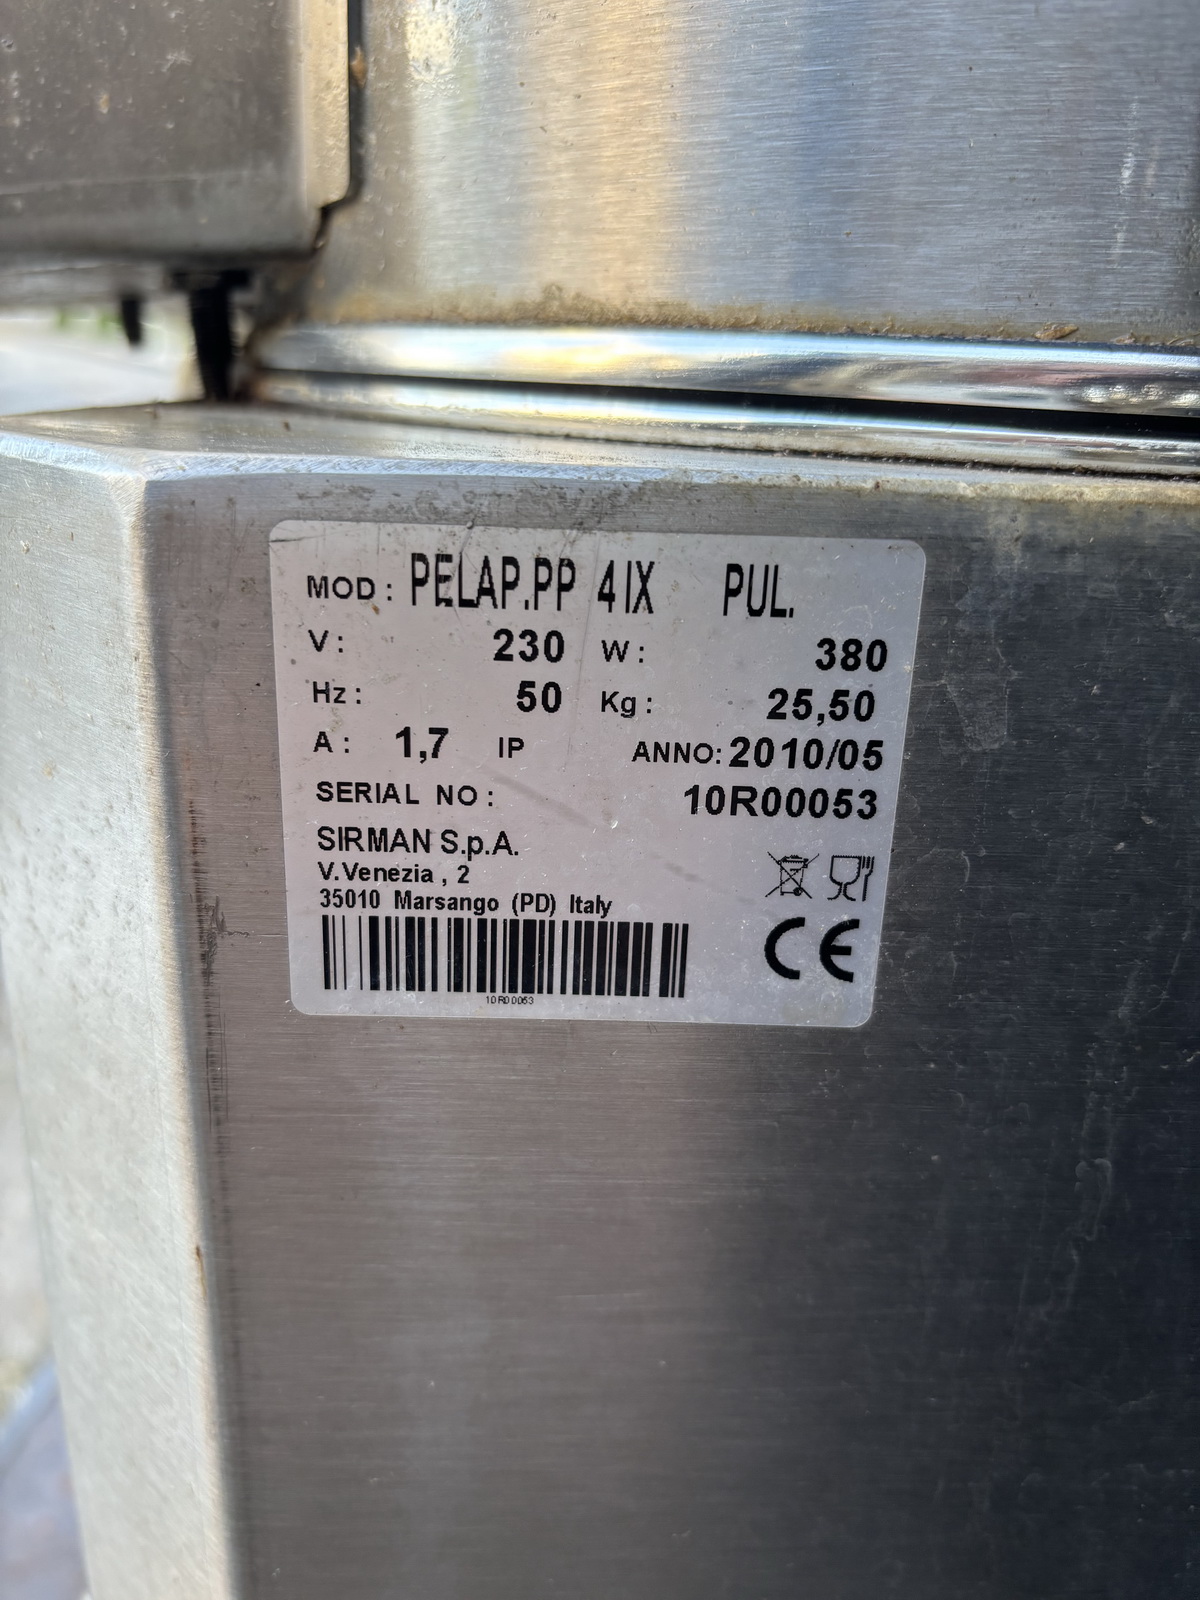 MOD: PELAP.PP 4IX PUL.
V: 230 W: 380
Hz: 50 Kg: 25,50
A: 1,7 IP ANNO: 2010/05
SERIAL NO: 10R00053
SIRMAN S.p.A.
V.Venezia , 2
35010 Marsango (PD) Italy
CE
10R00053